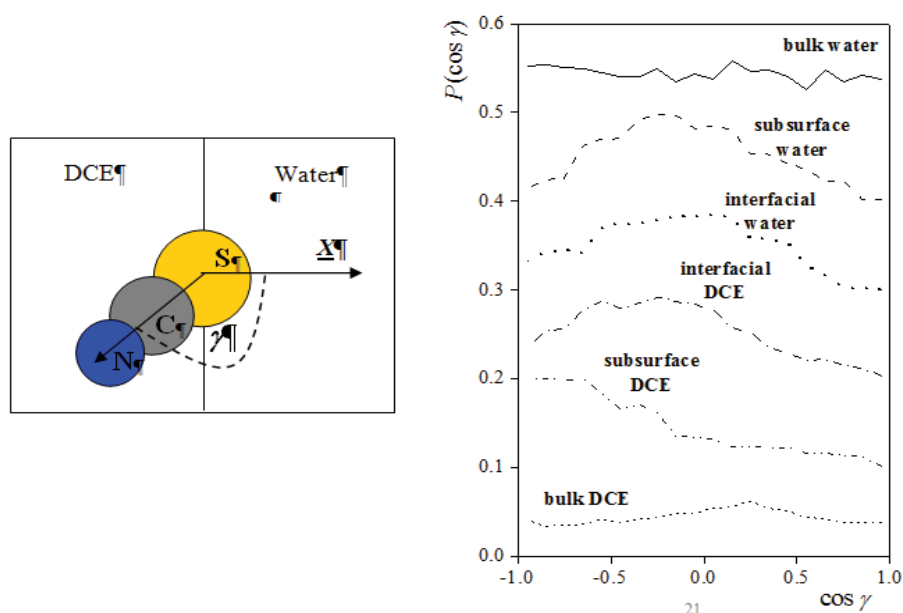 DCE¶
Water¶
¶
X¶
S¶
C¶
γ¶
N¶
P(cos γ)
0.6
0.5
0.4
0.3
0.2
0.1
0.0
bulk water
subsurface
water
interfacial
water
interfacial
DCE
subsurface
DCE
bulk DCE
-1.0 -0.5 0.0 0.5 1.0
cos γ
21